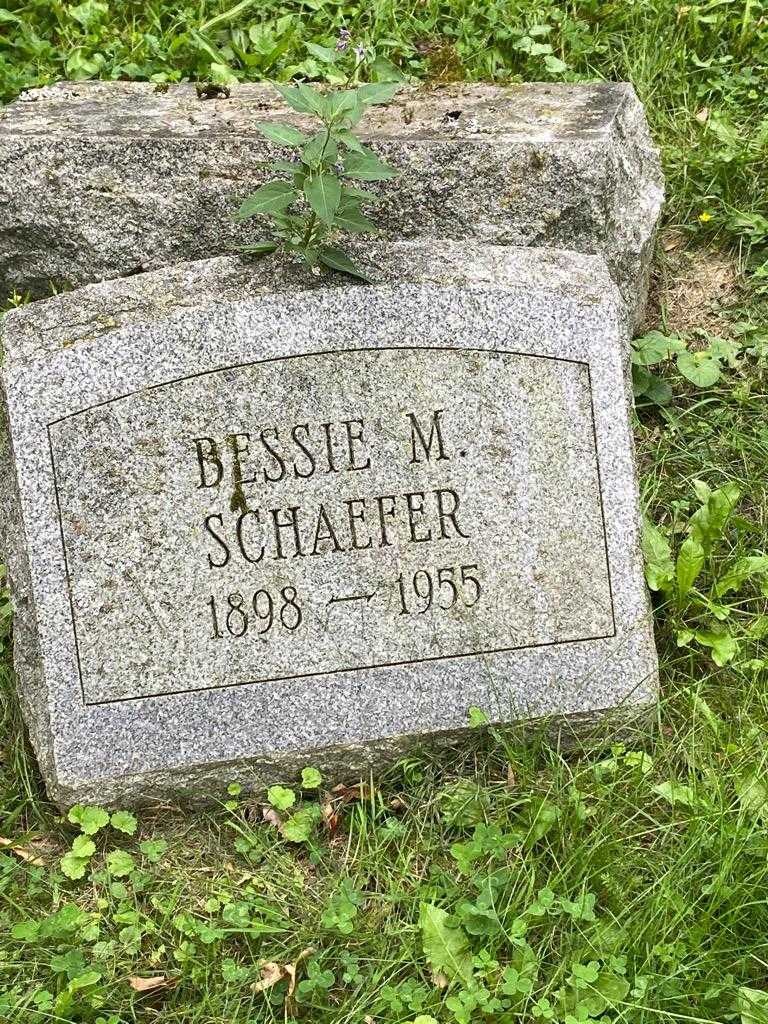 BESSIE M.
SCHAEFER
1898 — 1955